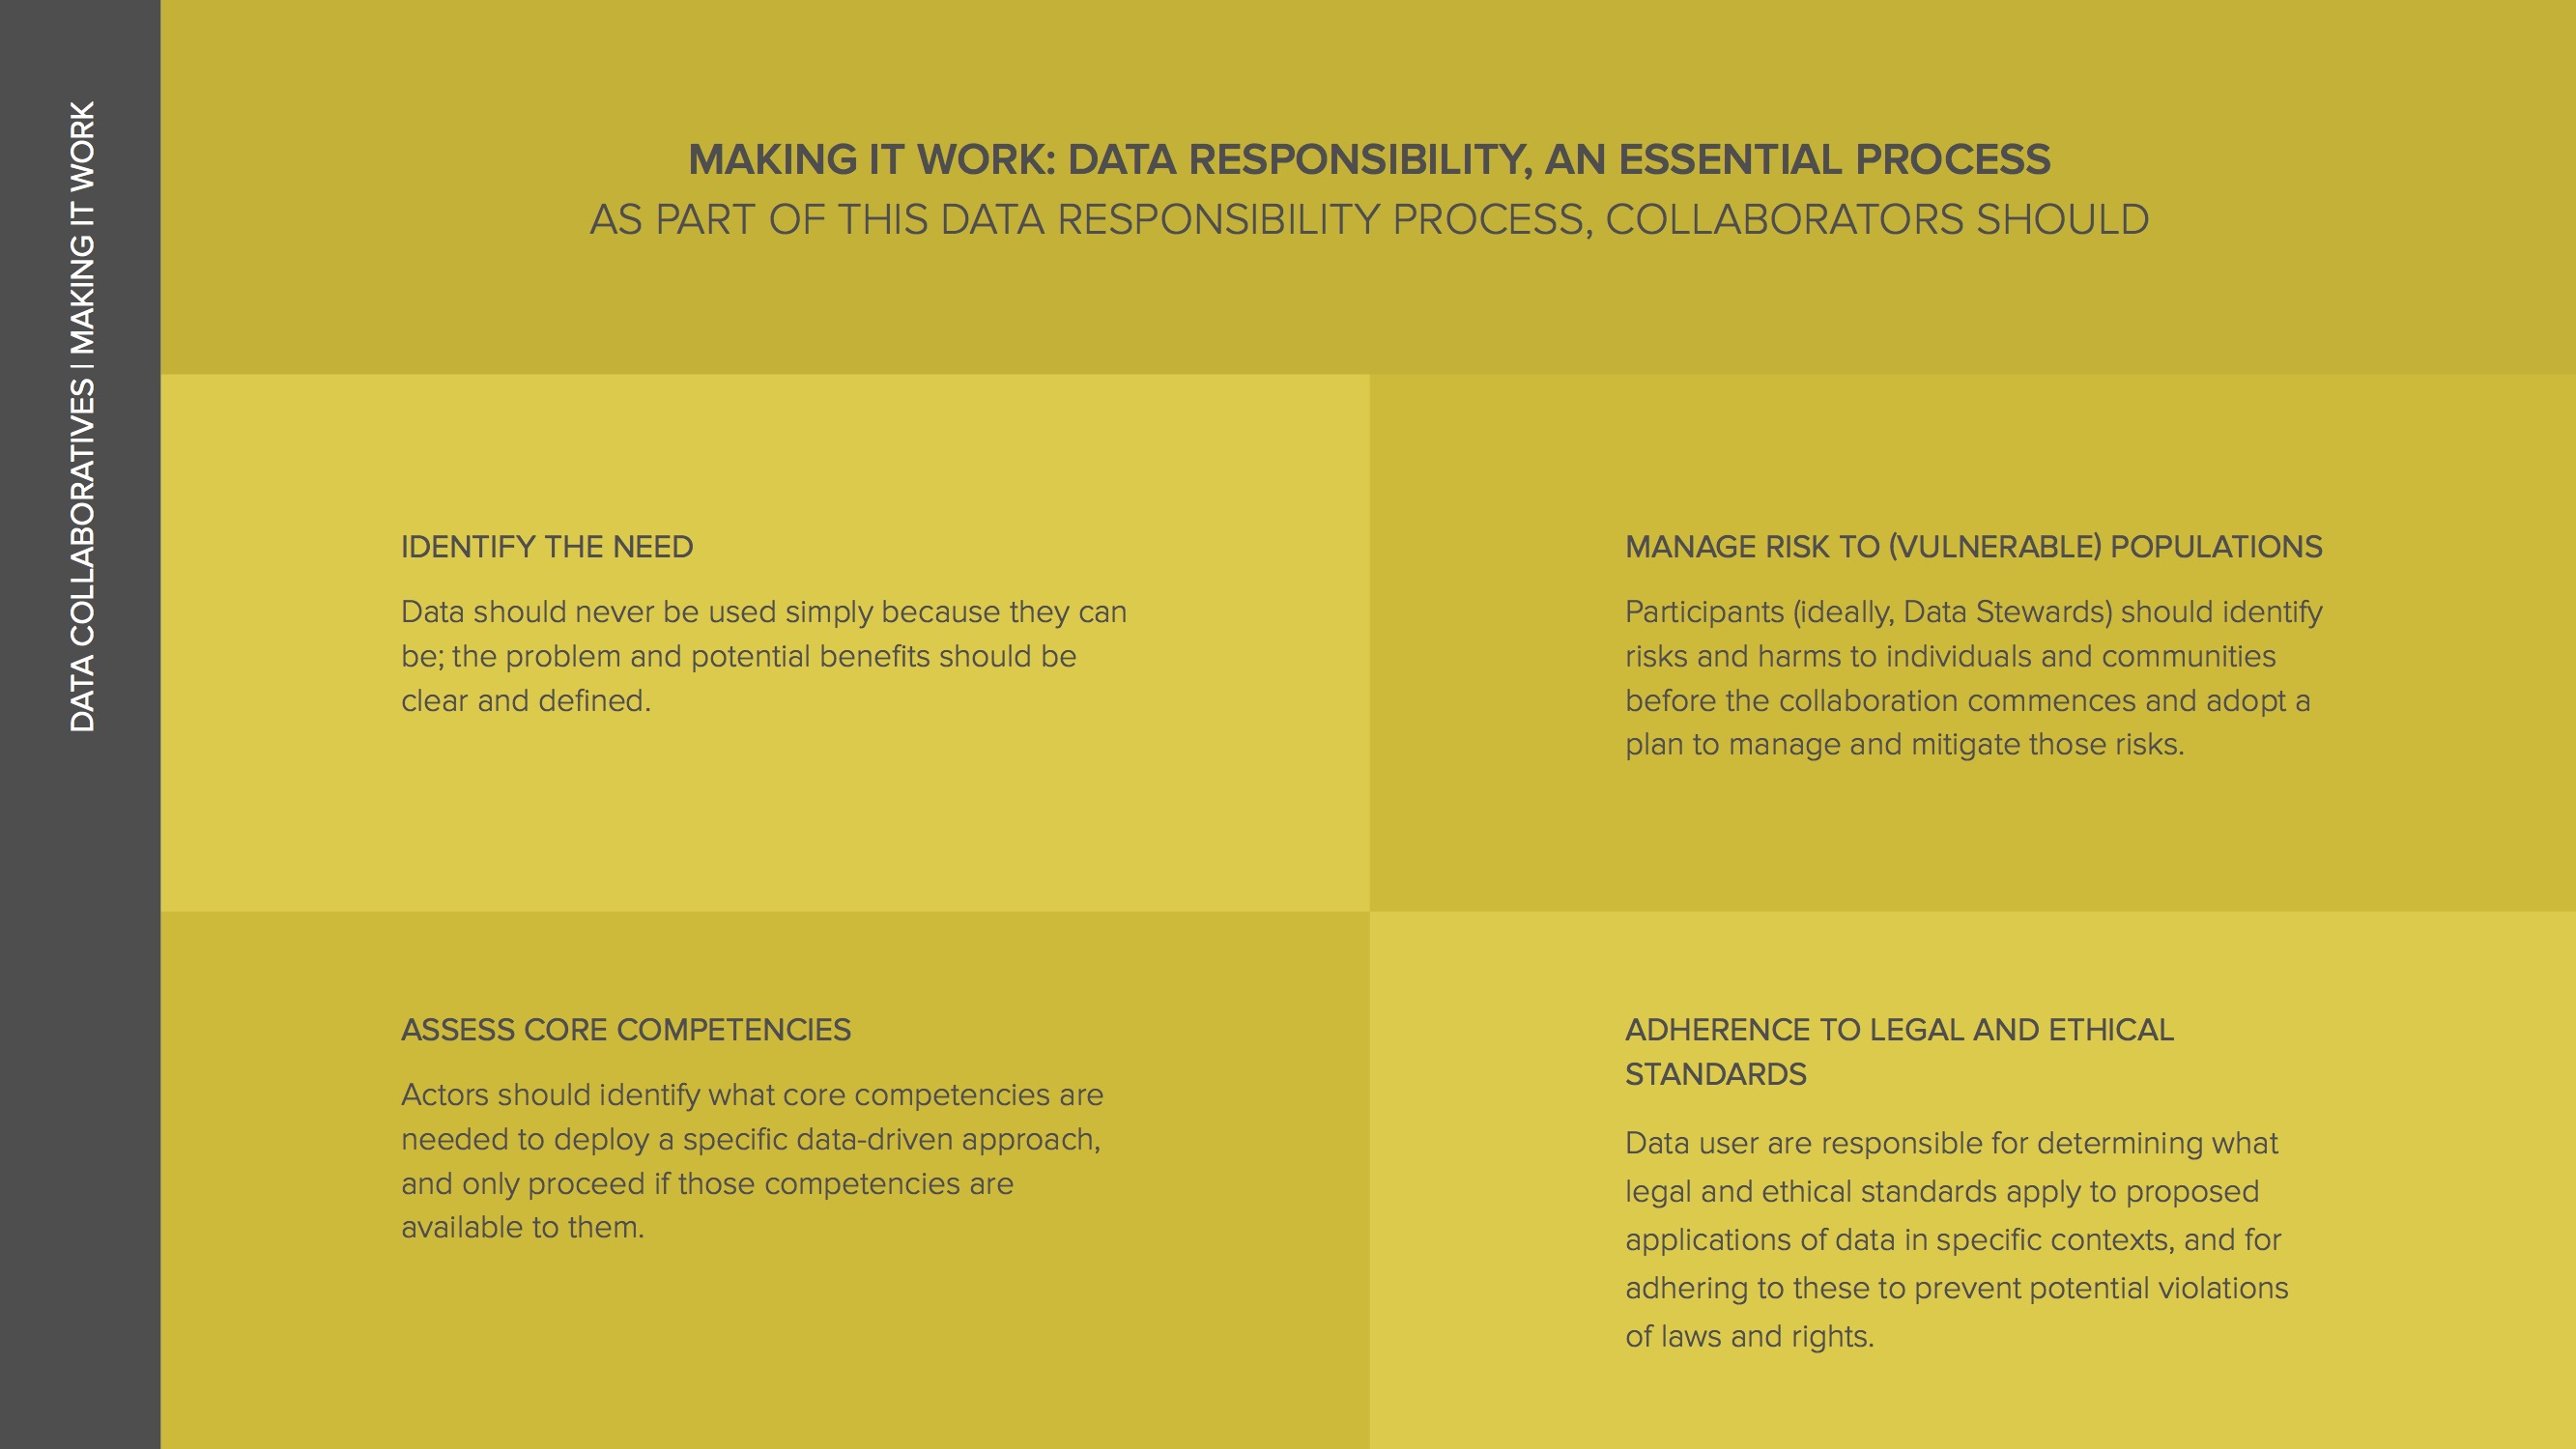 DATA COLLABORATIVES | MAKING IT WORK
MAKING IT WORK: DATA RESPONSIBILITY, AN ESSENTIAL PROCESS
AS PART OF THIS DATA RESPONSIBILITY PROCESS, COLLABORATORS SHOULD
IDENTIFY THE NEED
Data should never be used simply because they can
be; the problem and potential benefits should be
clear and defined.
MANAGE RISK TO (VULNERABLE) POPULATIONS
Participants (ideally, Data Stewards) should identify
risks and harms to individuals and communities
before the collaboration commences and adopt a
plan to manage and mitigate those risks.
ASSESS CORE COMPETENCIES
Actors should identify what core competencies are
needed to deploy a specific data-driven approach,
and only proceed if those competencies are
available to them.
ADHERENCE TO LEGAL AND ETHICAL
STANDARDS
Data user are responsible for determining what
legal and ethical standards apply to proposed
applications of data in specific contexts, and for
adhering to these to prevent potential violations
of laws and rights.